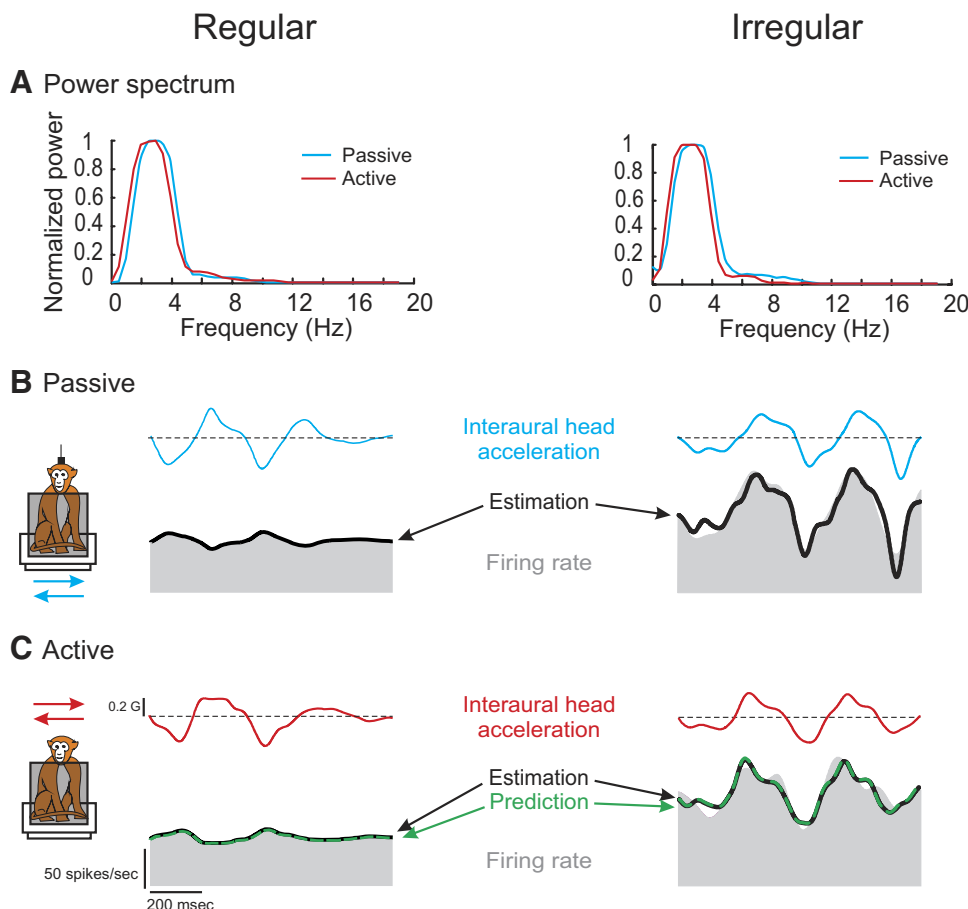 Regular
Irregular
A Power spectrum
Normalized power
1
0.8
0.6
0.4
0.2
0
0 4 8 12 16 20
Frequency (Hz)
Passive
Active
1
0.8
0.6
0.4
0.2
0
0 4 8 12 16 20
Frequency (Hz)
Passive
Active
B Passive
Interaural head
acceleration
Estimation
Firing rate
C Active
0.2 G
Interaural head
acceleration
Estimation
Prediction
Firing rate
50 spikes/sec
200 msec